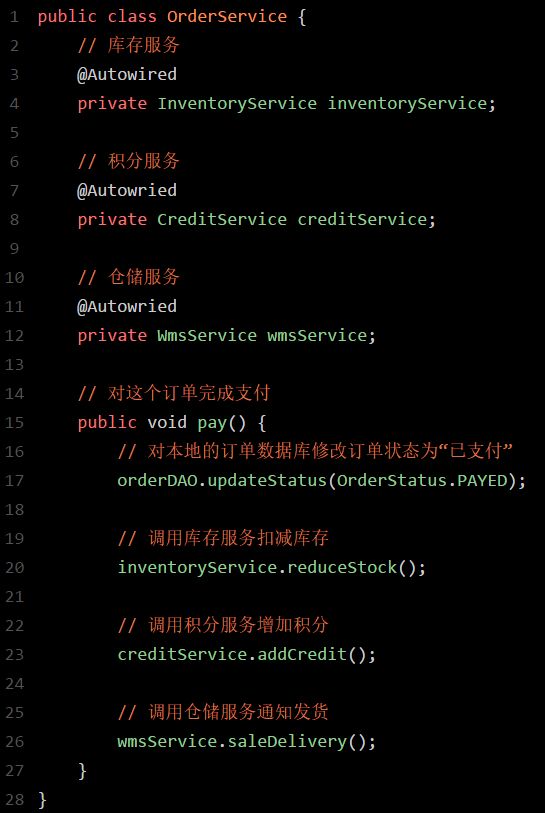 1 public class OrderService {
2 // 库存服务
3 @Autowired
4 private InventoryService inventoryService;
5
6 // 积分服务
7 @Autowried
8 private CreditService creditService;
9
10 // 仓储服务
11 @Autowried
12 private WmsService wmsService;
13
14 // 对这个订单完成支付
15 public void pay() {
16 // 对本地的订单数据库修改订单状态为“已支付”
17 orderDAO.updateStatus(OrderStatus.PAYED);
18
19 // 调用库存服务扣减库存
20 inventoryService.reduceStock();
21
22 // 调用积分服务增加积分
23 creditService.addCredit();
24
25 // 调用仓储服务通知发货
26 wmsService.saleDelivery();
27 }
28 }